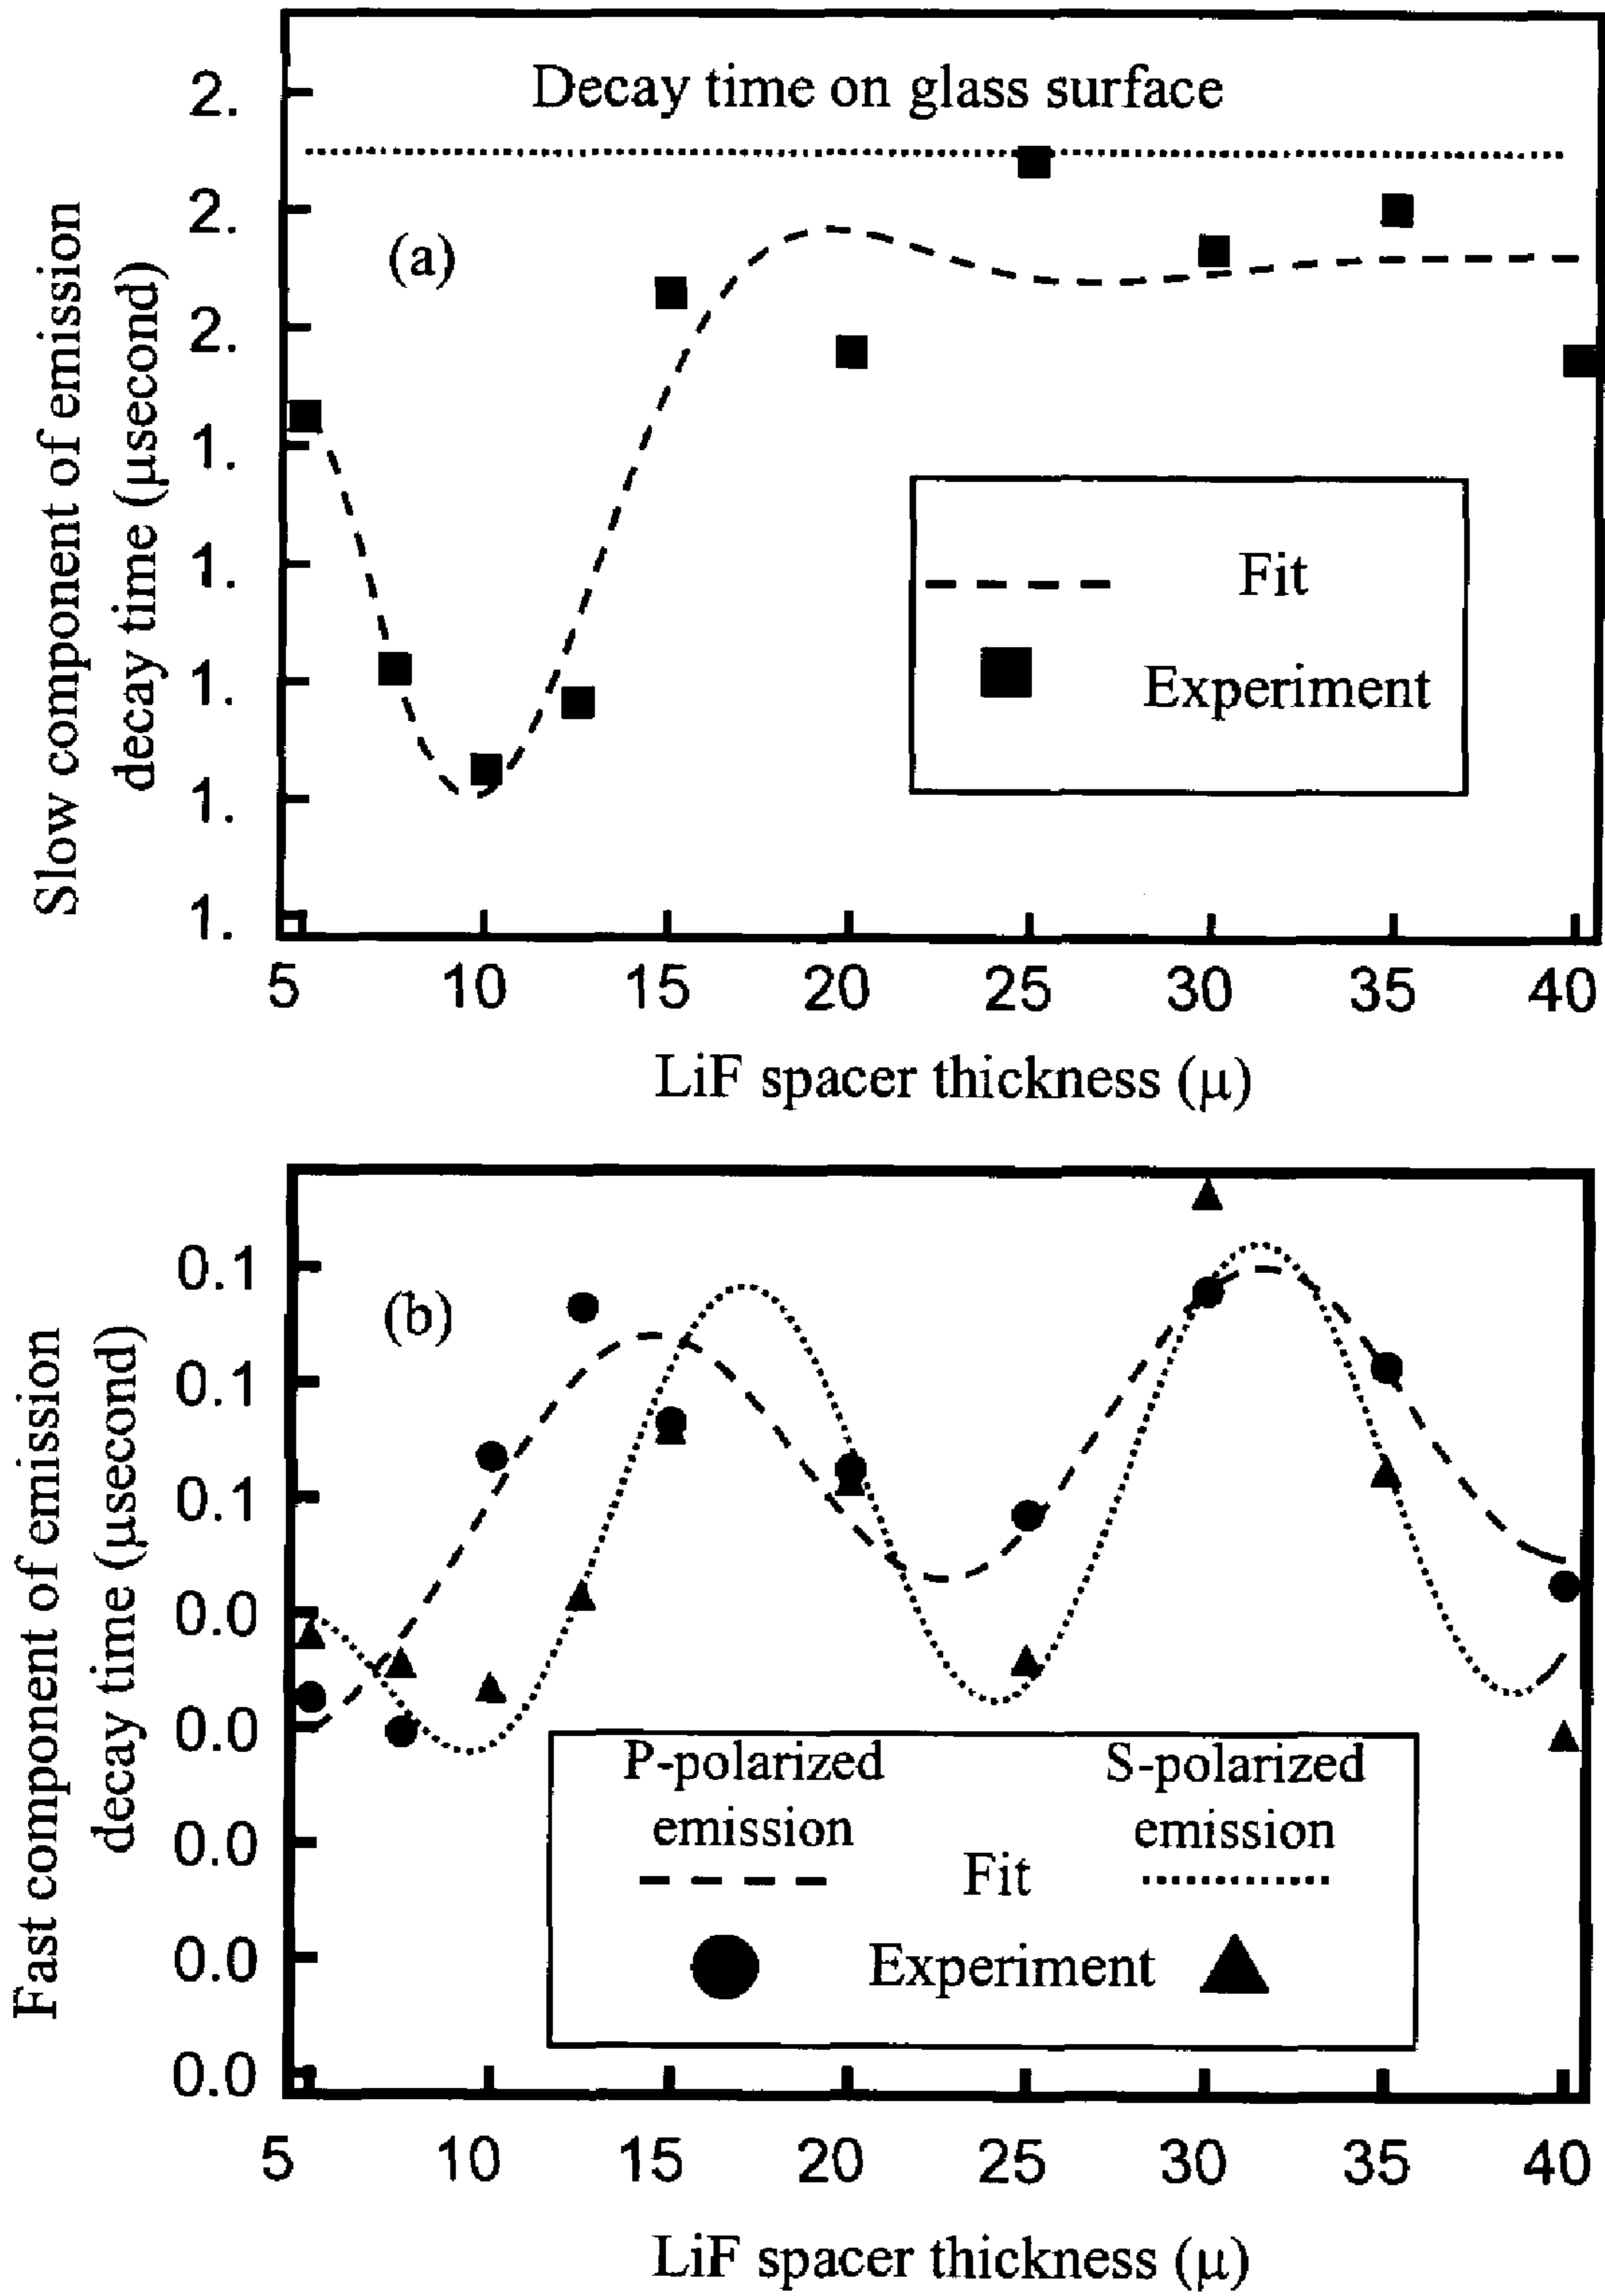 Decay time on glass surface
(a)
2.
2.
2.
1.
1.
1.
1.
1.
Slow component of emission
decay time (μsecond)
Fit
Experiment
5 10 15 20 25 30 35 40
LiF spacer thickness (μ)
(b)
0.1
0.1
0.1
0.0
0.0
0.0
0.0
0.0
Fast component of emission
decay time (μsecond)
P-polarized S-polarized
emission emission
Fit
Experiment
5 10 15 20 25 30 35 40
LiF spacer thickness (μ)